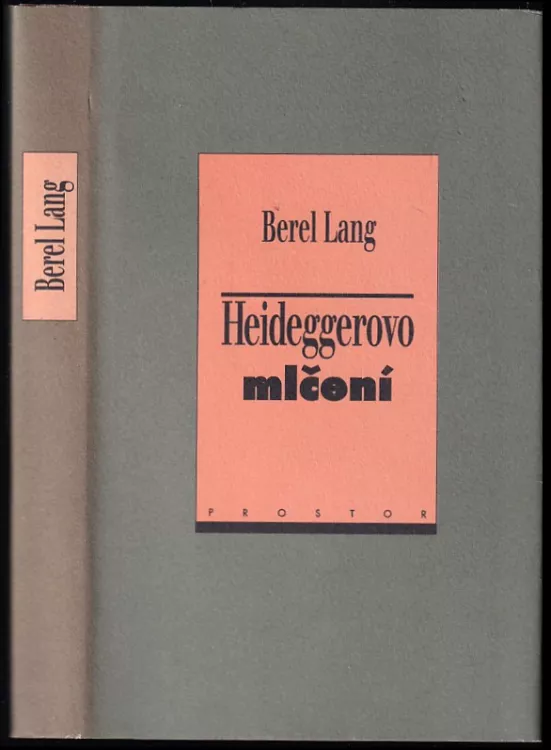 Berel Lang
Berel Lang
Heideggerovo
mlčení
PROSTOR